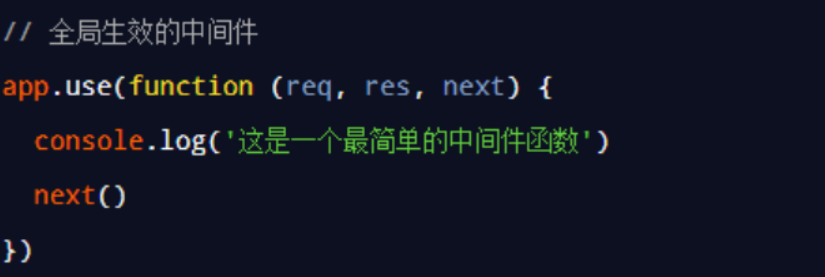 // 全局生效的中间件
app.use(function (req, res, next) {
  console.log('这是一个最简单的中间件函数')
  next()
})